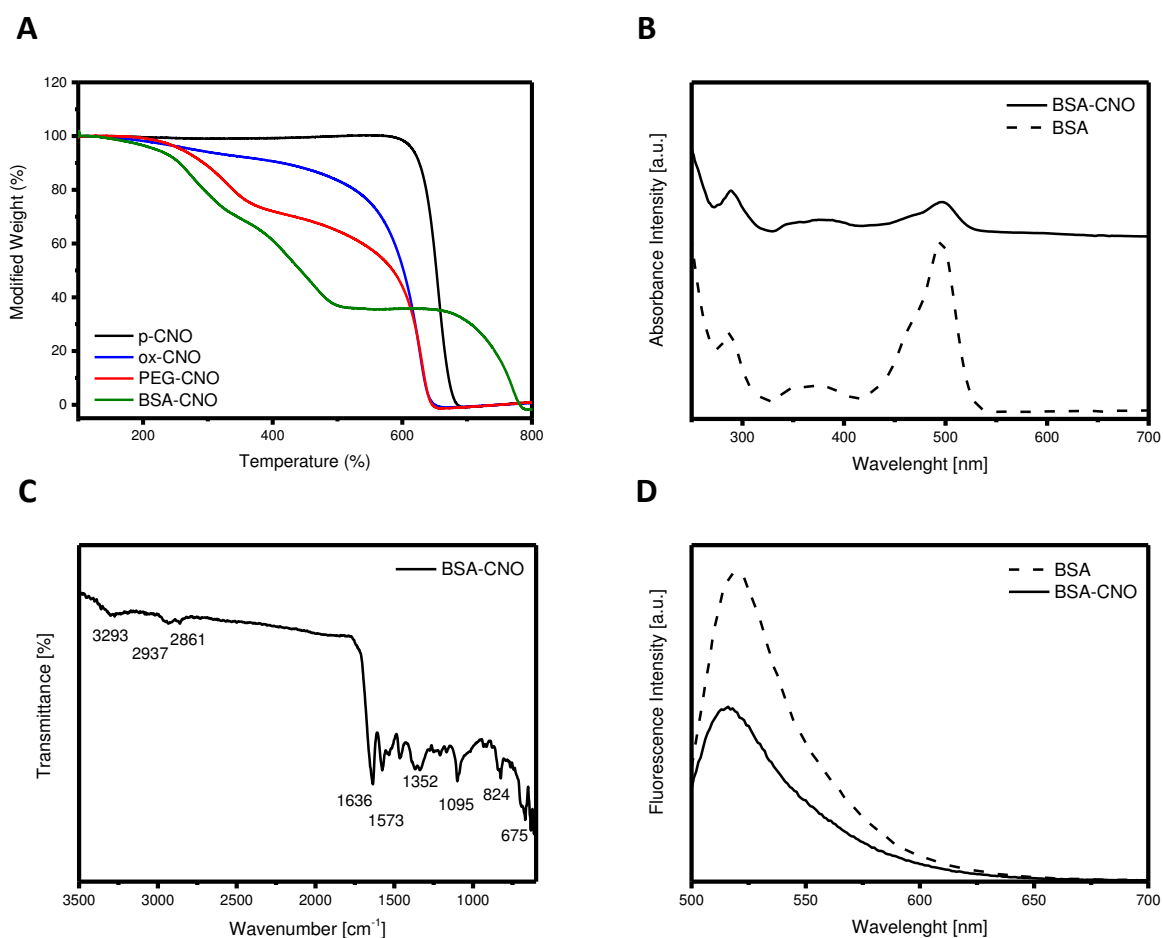 A
120
100
80
60
40
20
0
Modified Weight (%)
p-CNO
ox-CNO
PEG-CNO
BSA-CNO
200 400 600 800
Temperature (%)
B
BSA-CNO
BSA
Absorbance Intensity [a.u.]
300 400 500 600 700
Wavelenght [nm]
C
BSA-CNO
Transmittance [%]
3293
2937
2861
1636
1573
1352
1095
824
675
3500 3000 2500 2000 1500 1000
Wavenumber [cm-1]
D
BSA
BSA-CNO
Fluorescence Intensity [a.u.]
500 550 600 650 700
Wavelenght [nm]